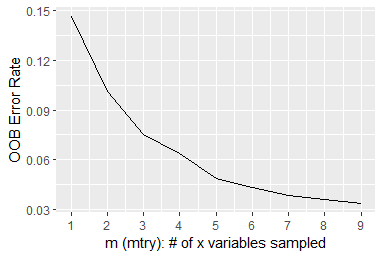 0.15
0.12
0.09
0.06
0.03
OOB Error Rate
1 2 3 4 5 6 7 8 9
m (mtry): # of x variables sampled